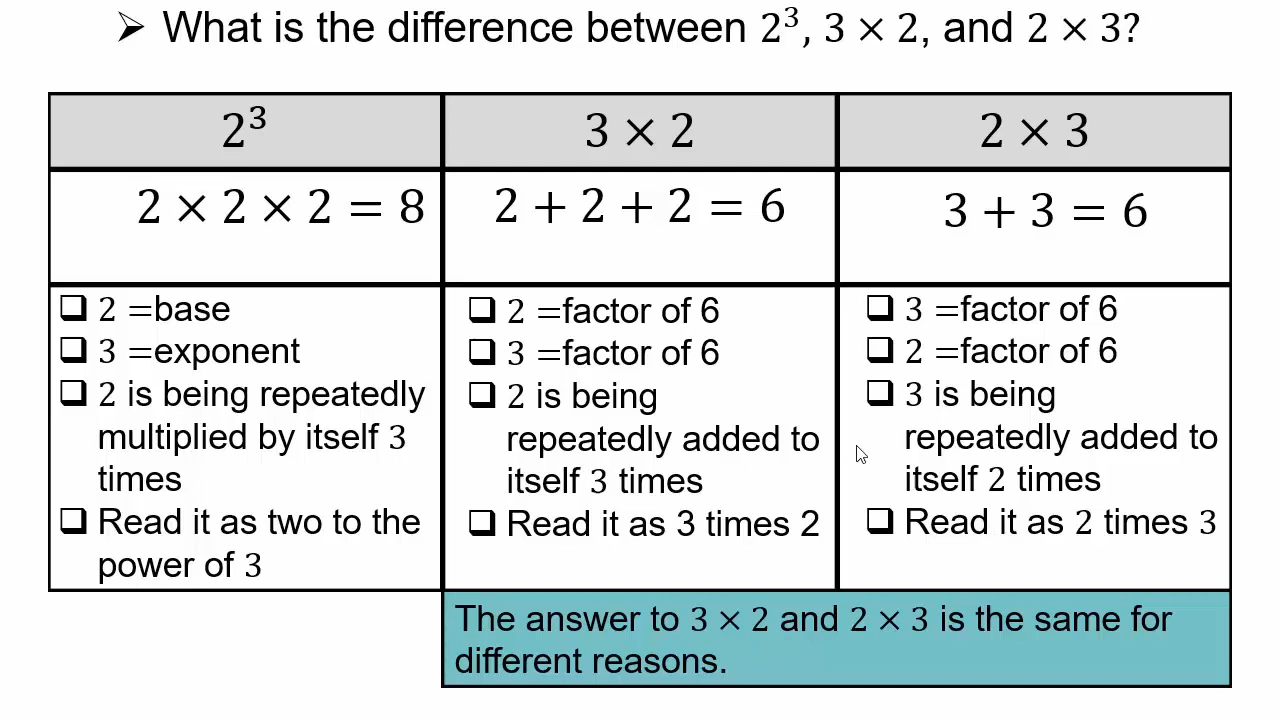 ➢ What is the difference between 2³, 3 × 2, and 2 × 3?
2³
3 × 2
2 × 3
2 × 2 × 2 = 8
2 + 2 + 2 = 6
3 + 3 = 6
❑ 2 =base
❑ 3 =exponent
❑ 2 is being repeatedly
multiplied by itself 3
times
❑ Read it as two to the
power of 3
❑ 2 =factor of 6
❑ 3 =factor of 6
❑ 2 is being
repeatedly added to
itself 3 times
❑ Read it as 3 times 2
❑ 3 =factor of 6
❑ 2 =factor of 6
❑ 3 is being
repeatedly added to
itself 2 times
❑ Read it as 2 times 3
The answer to 3 × 2 and 2 × 3 is the same for
different reasons.